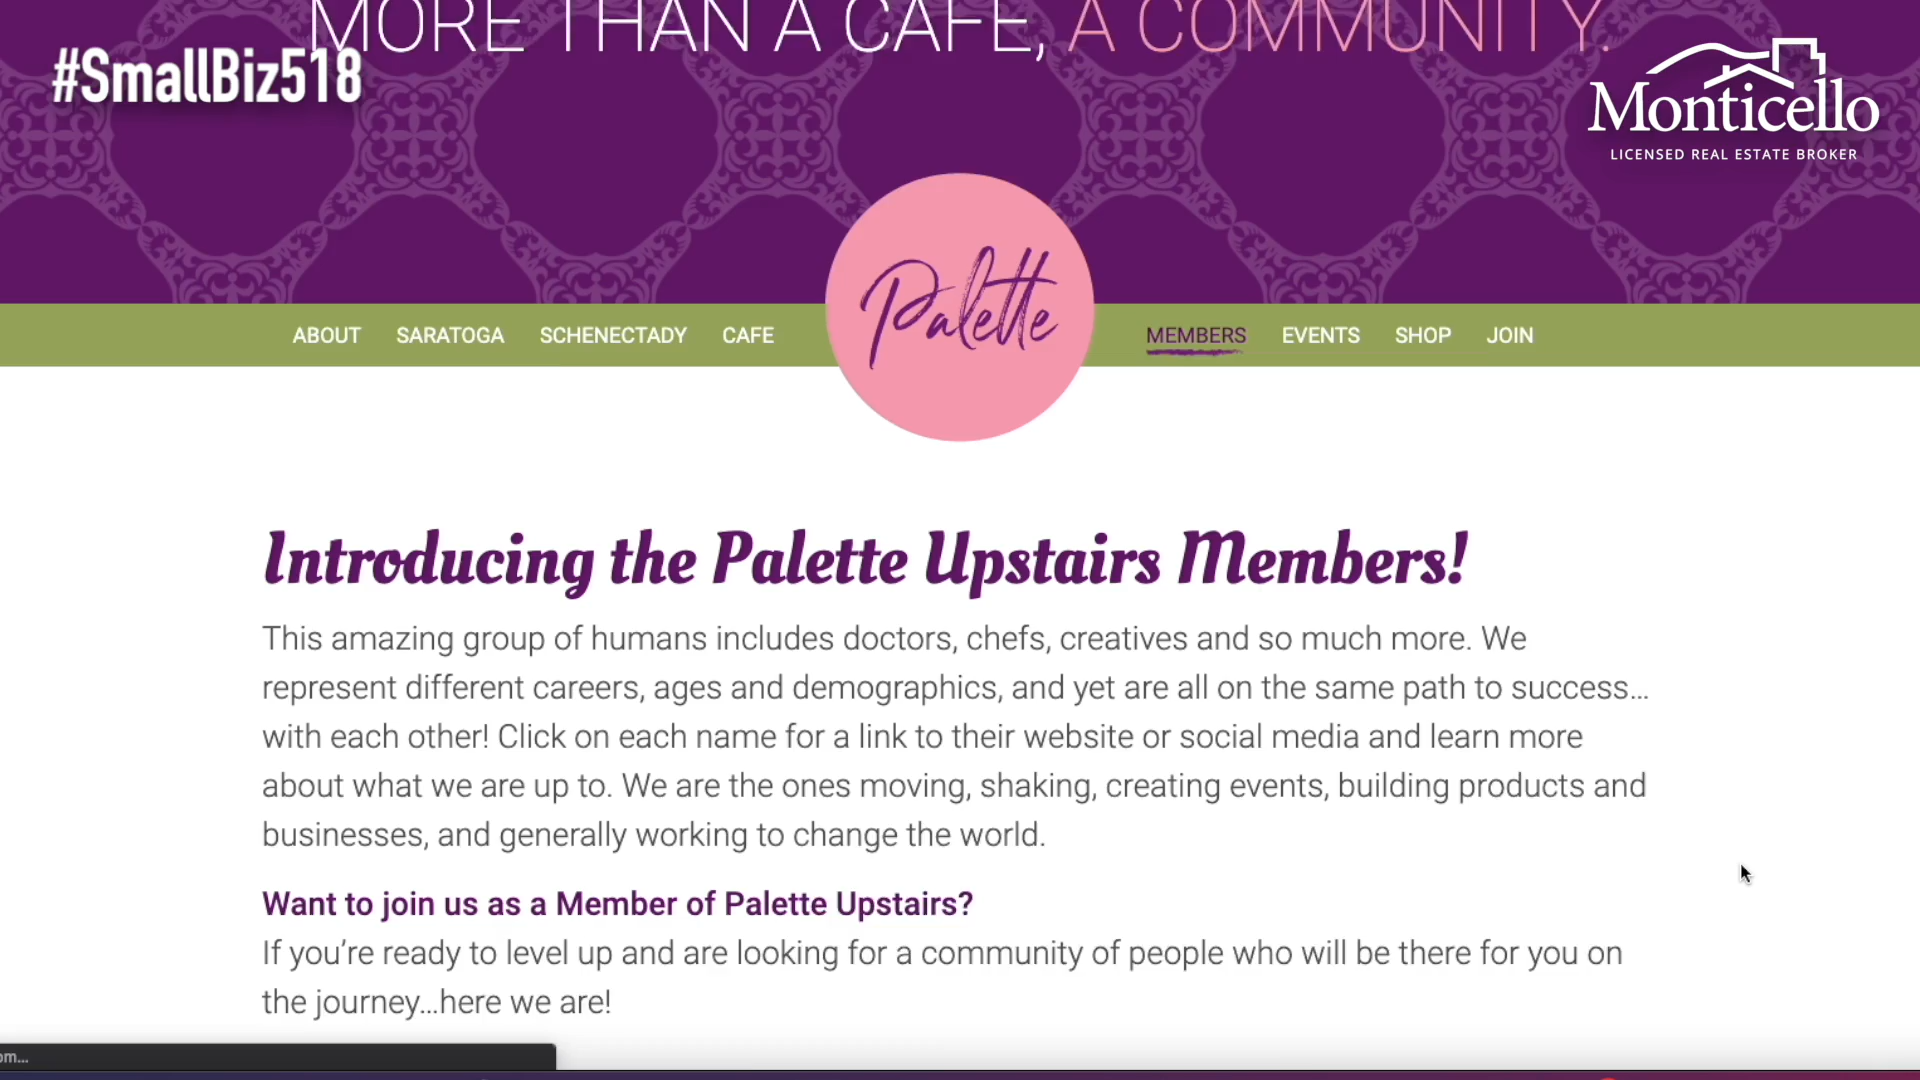 MORE THAN A CAFE, A COMMUNITY.
#SmallBiz518
Monticello
LICENSED REAL ESTATE BROKER
Palette
ABOUT SARATOGA SCHENECTADY CAFE MEMBERS EVENTS SHOP JOIN
Introducing the Palette Upstairs Members!
This amazing group of humans includes doctors, chefs, creatives and so much more. We
represent different careers, ages and demographics, and yet are all on the same path to success...
with each other! Click on each name for a link to their website or social media and learn more
about what we are up to. We are the ones moving, shaking, creating events, building products and
businesses, and generally working to change the world.
Want to join us as a Member of Palette Upstairs?
If you’re ready to level up and are looking for a community of people who will be there for you on
the journey...here we are!
om...